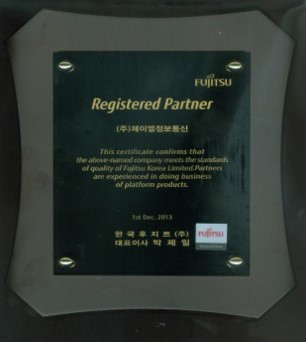 FUJITSU
Registered Partner
(주)제이범정보통신
This certificate confirms that
the above-named company meets the standards
of quality of Fujitsu Korea Limited.Partners
are experienced in doing business
of platform products.
1st Dec, 2013
한국후지쯔 (주)
대표이사 박제일
FUJITSU